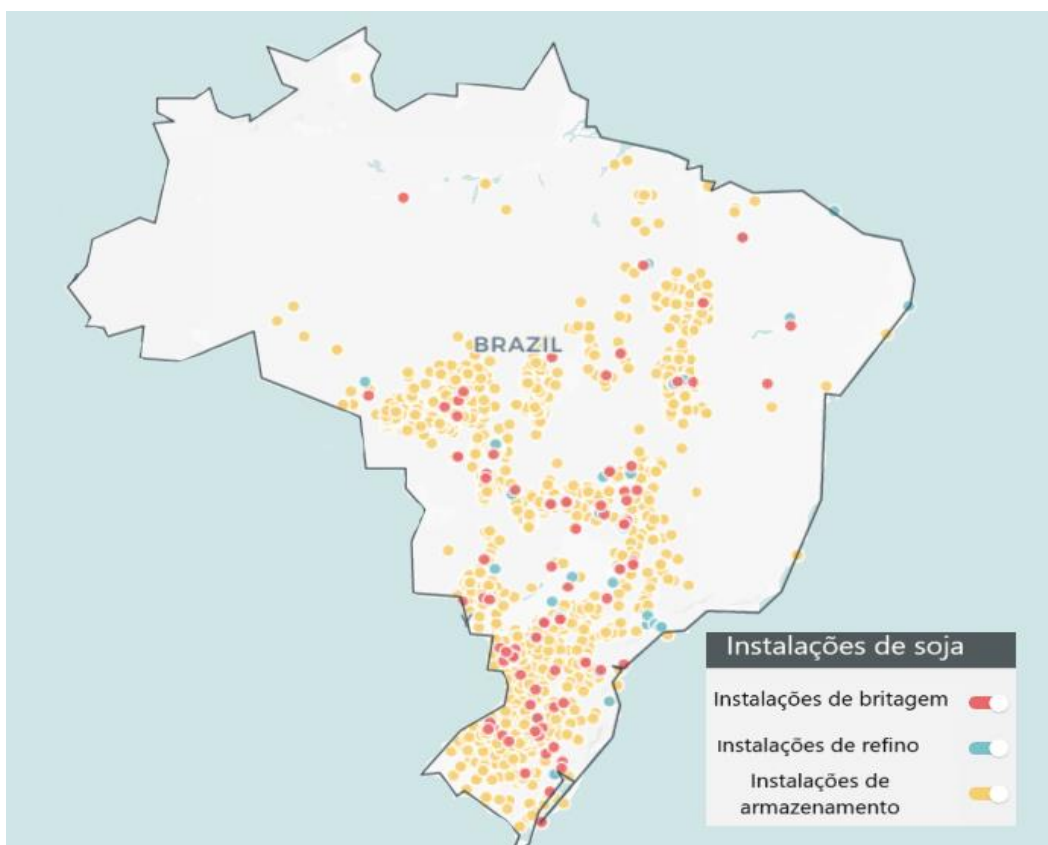 BRAZIL
Instalações de soja
Instalações de britagem
Instalações de refino
Instalações de
armazenamento